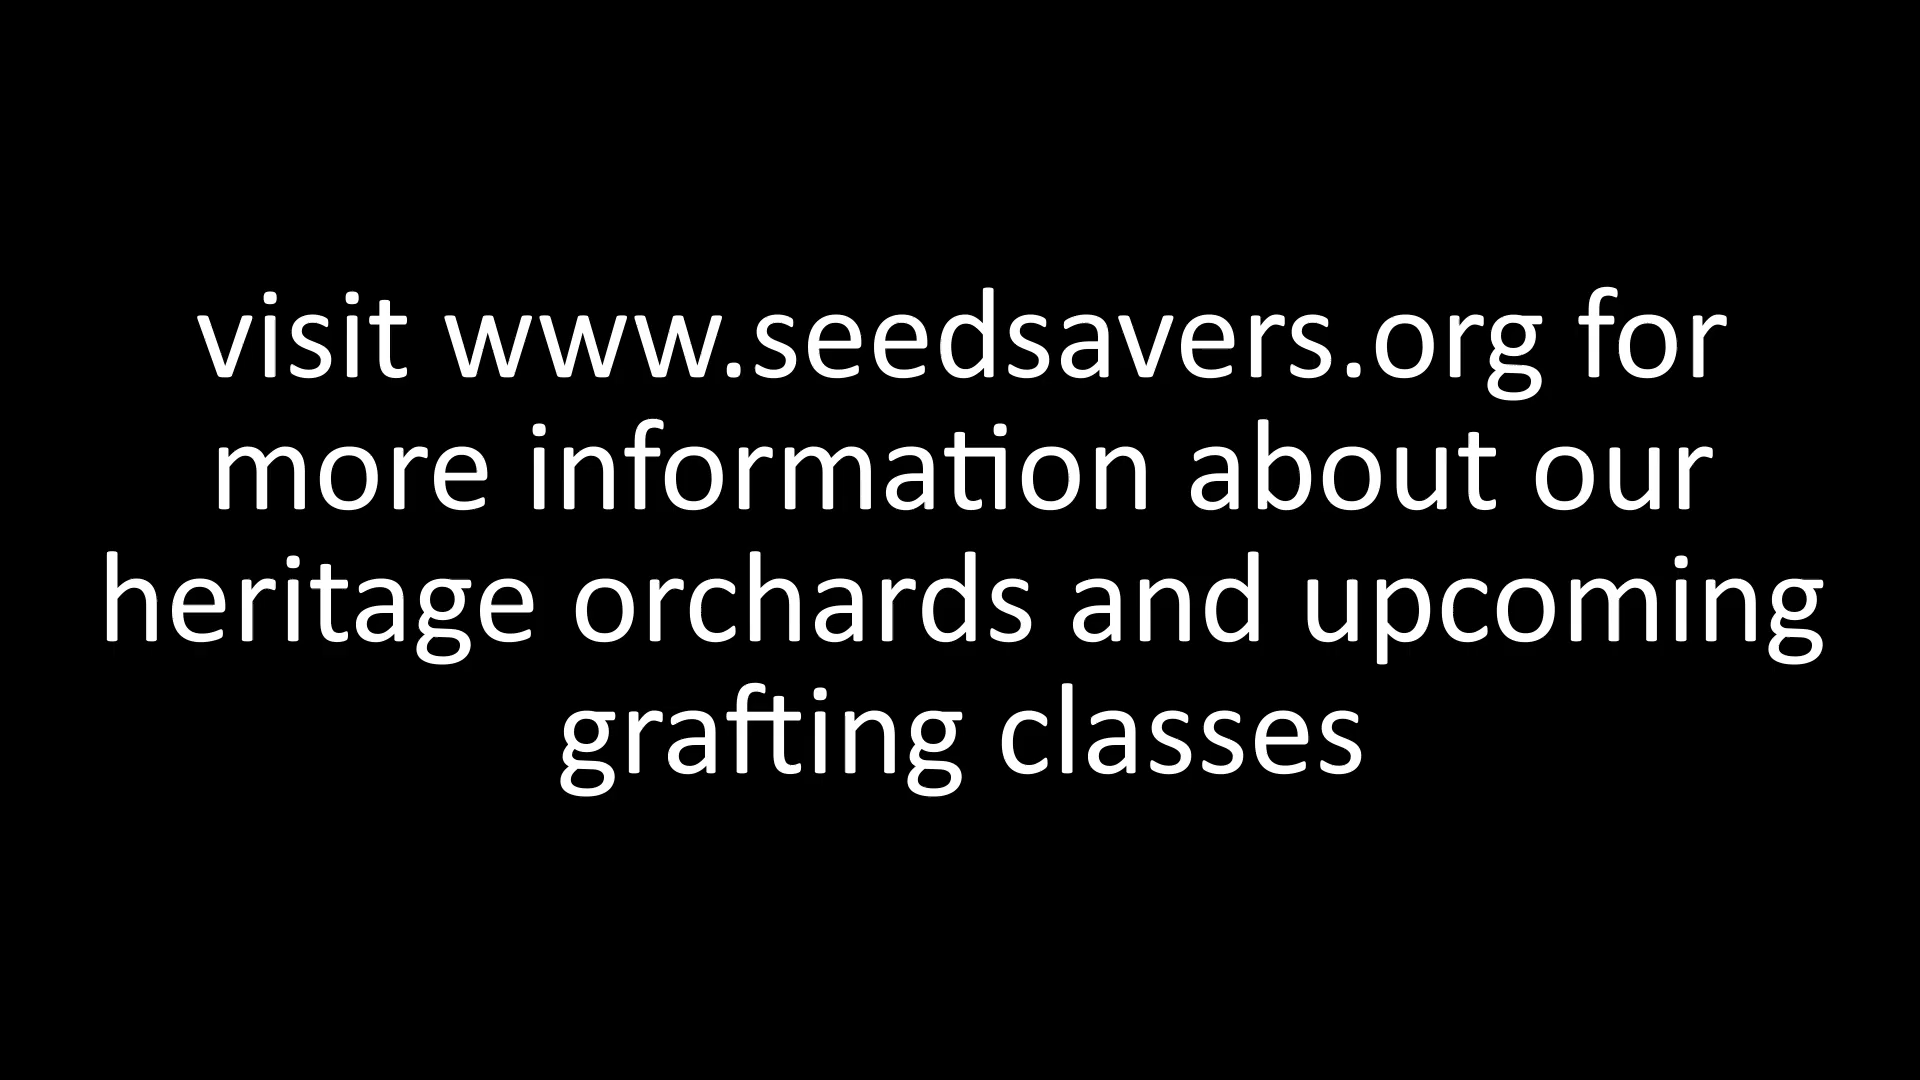 visit www.seedsavers.org for
more information about our
heritage orchards and upcoming
grafting classes